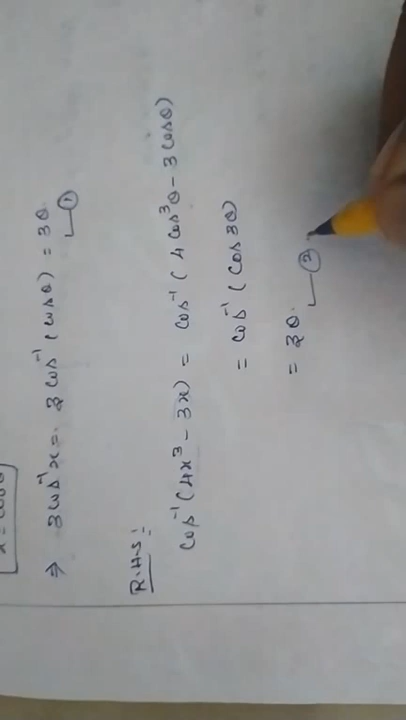 x = cosθ
⇒ 3cos⁻¹x = 3cos⁻¹(cosθ) = 3θ. ①
R.H.S:
cos⁻¹(4x³ - 3x) = cos⁻¹(4cos³θ - 3cosθ)
= cos⁻¹(cos3θ)
= 3θ. ②